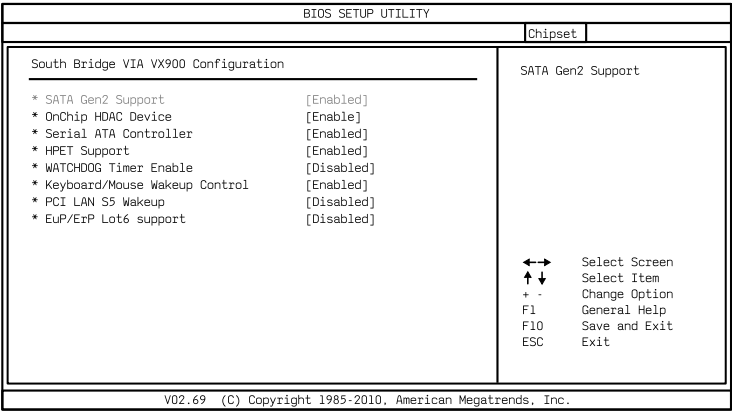 BIOS SETUP UTILITY
Chipset
South Bridge VIA VX900 Configuration
* SATA Gen2 Support [Enabled]
* OnChip HDAC Device [Enable]
* Serial ATA Controller [Enabled]
* HPET Support [Enabled]
* WATCHDOG Timer Enable [Disabled]
* Keyboard/Mouse Wakeup Control [Enabled]
* PCI LAN S5 Wakeup [Disabled]
* EuP/ErP Lot6 support [Disabled]
SATA Gen2 Support
←→ Select Screen
↑↓ Select Item
+ - Change Option
F1 General Help
F10 Save and Exit
ESC Exit
V02.69 (C) Copyright 1985-2010, American Megatrends, Inc.